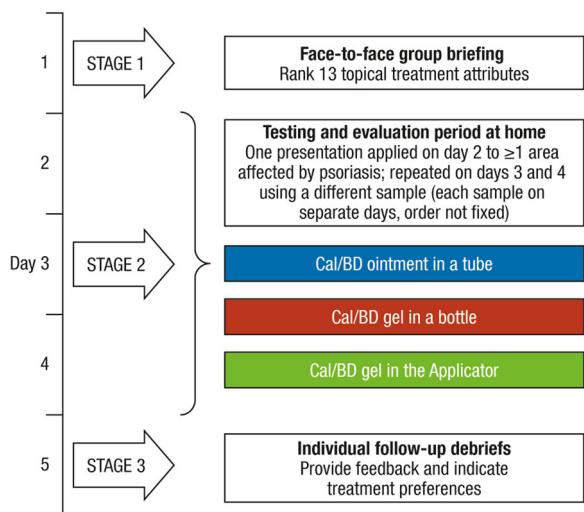 1
STAGE 1
Face-to-face group briefing
Rank 13 topical treatment attributes
2
Testing and evaluation period at home
One presentation applied on day 2 to ≥1 area
affected by psoriasis; repeated on days 3 and 4
using a different sample (each sample on
separate days, order not fixed)
Day 3
STAGE 2
Cal/BD ointment in a tube
Cal/BD gel in a bottle
4
Cal/BD gel in the Applicator
5
STAGE 3
Individual follow-up debriefs
Provide feedback and indicate
treatment preferences